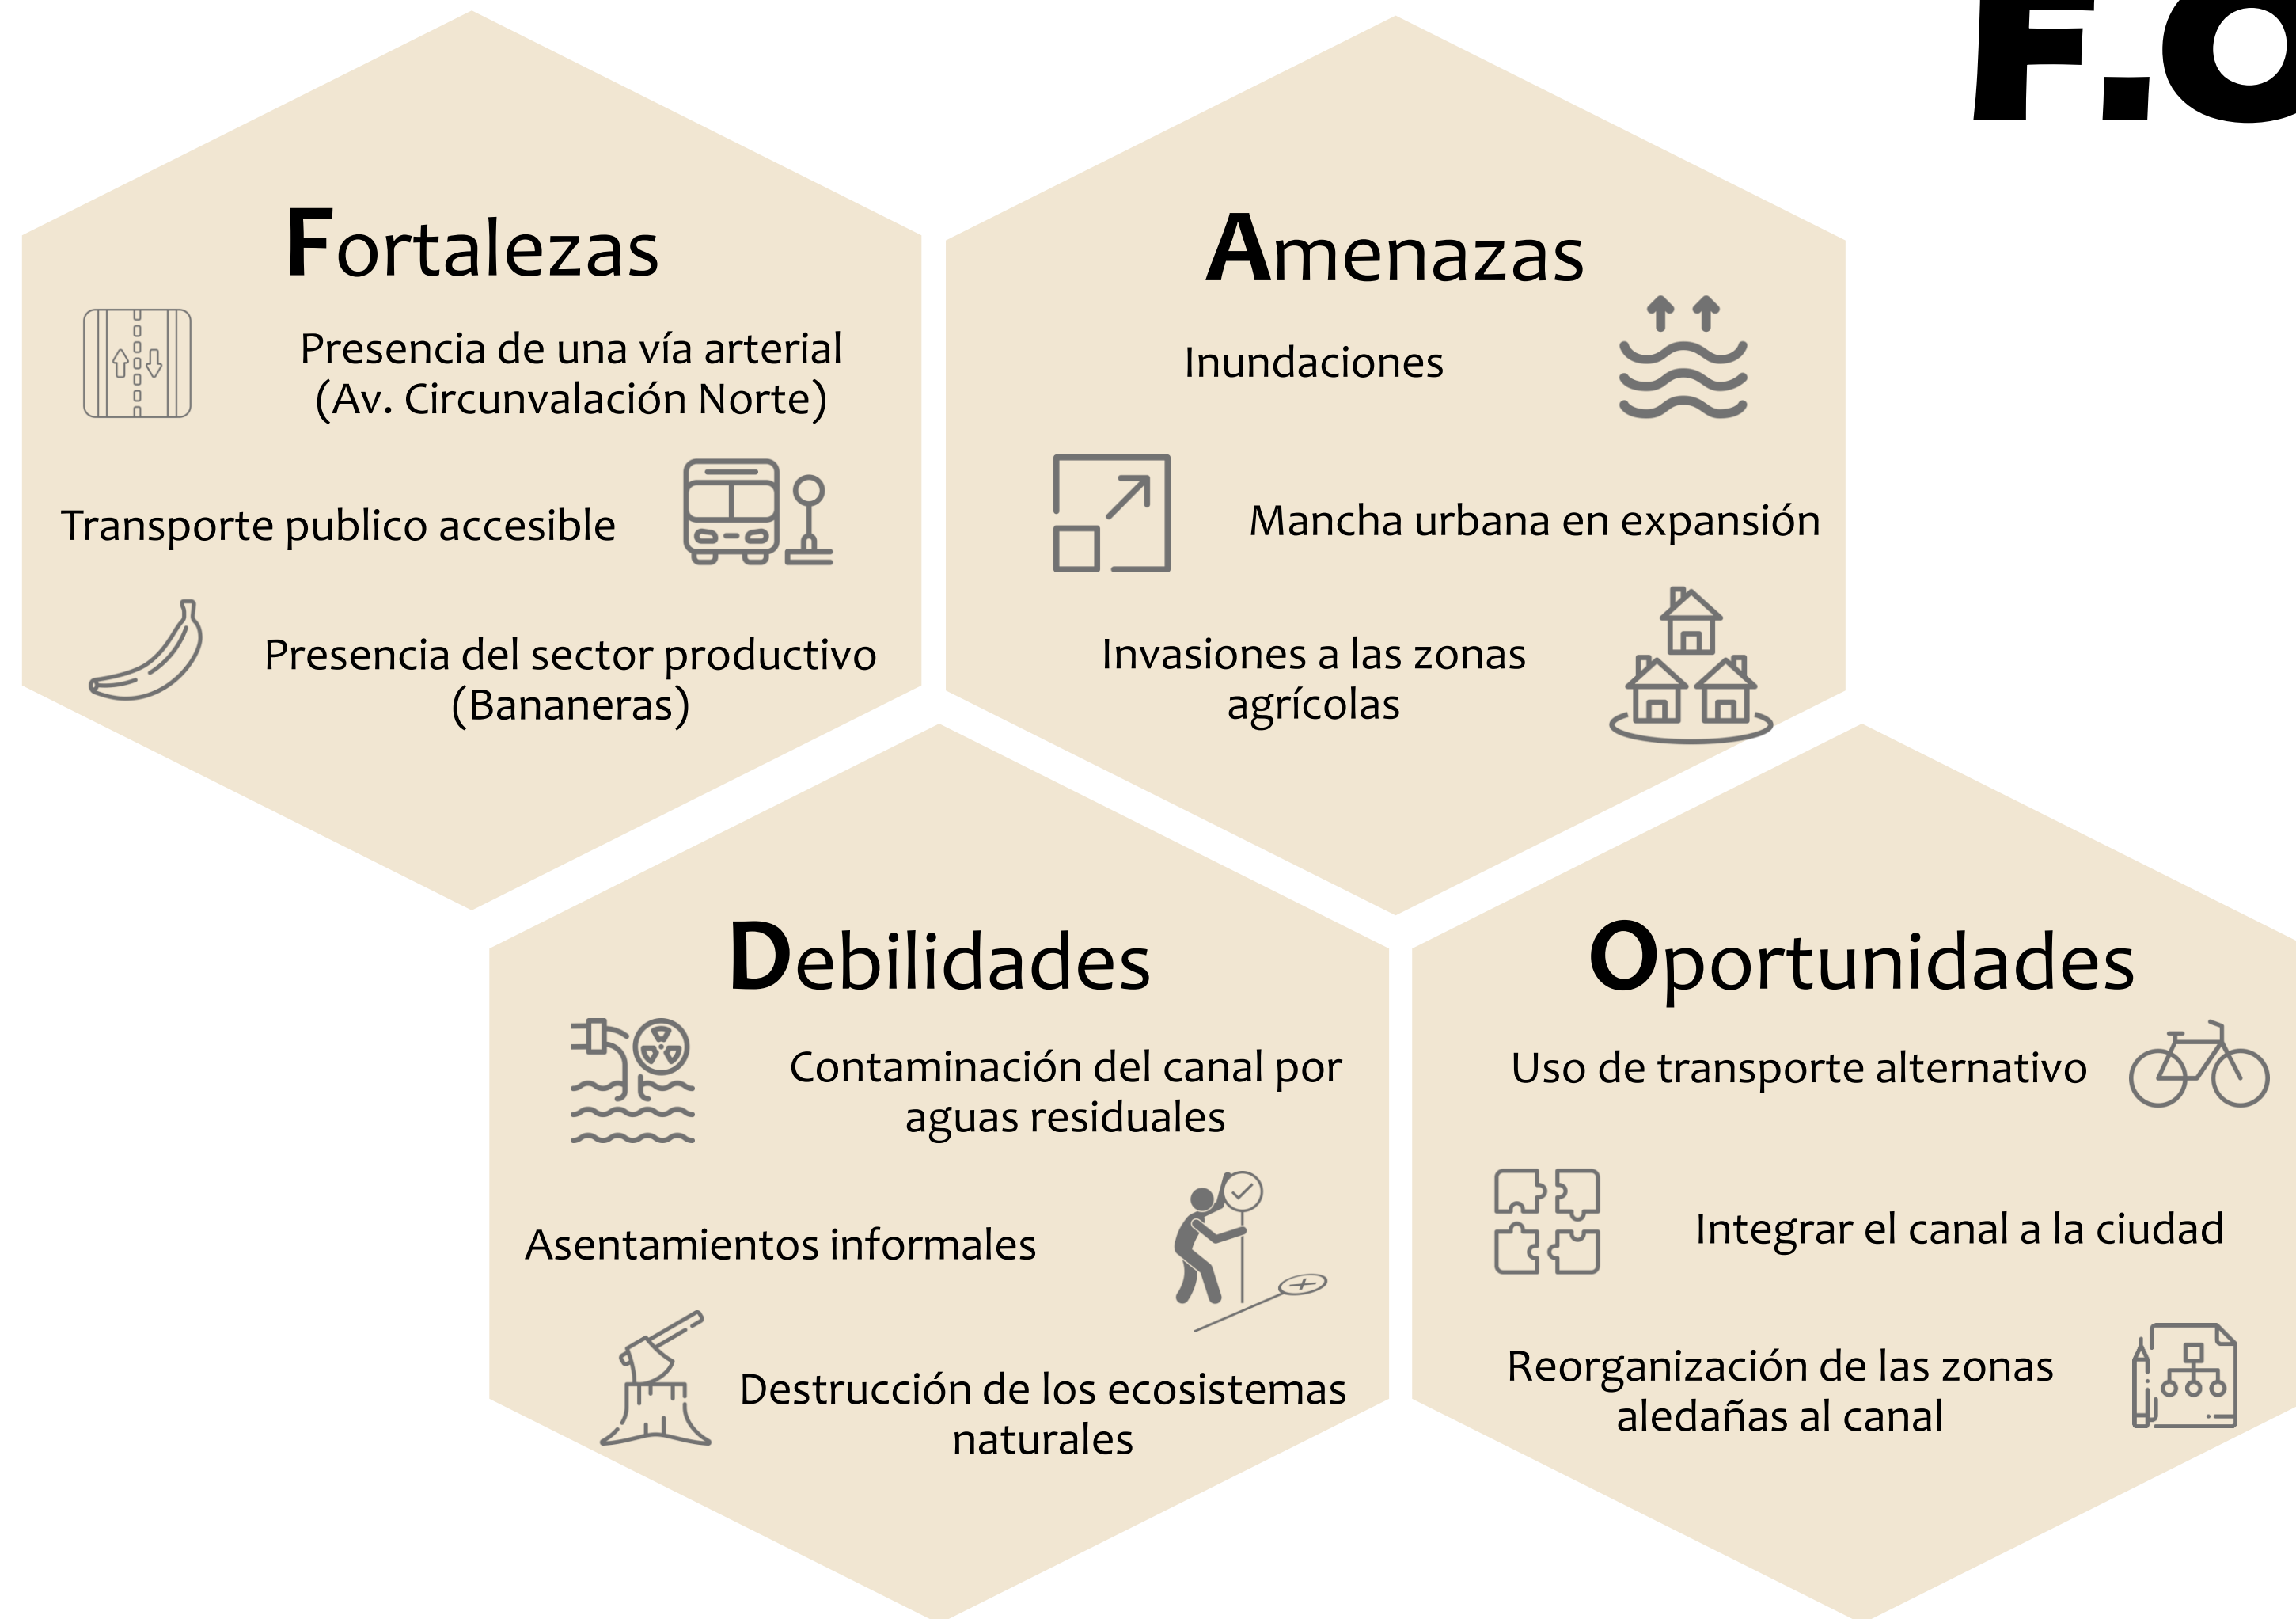 F.O
Fortalezas
Presencia de una vía arterial
(Av. Circunvalación Norte)
Transporte publico accesible
Presencia del sector productivo
(Bananeras)
Amenazas
Inundaciones
Mancha urbana en expansión
Invasiones a las zonas
agrícolas
Debilidades
Contaminación del canal por
aguas residuales
Asentamientos informales
Destrucción de los ecosistemas
naturales
Oportunidades
Uso de transporte alternativo
Integrar el canal a la ciudad
Reorganización de las zonas
aledañas al canal